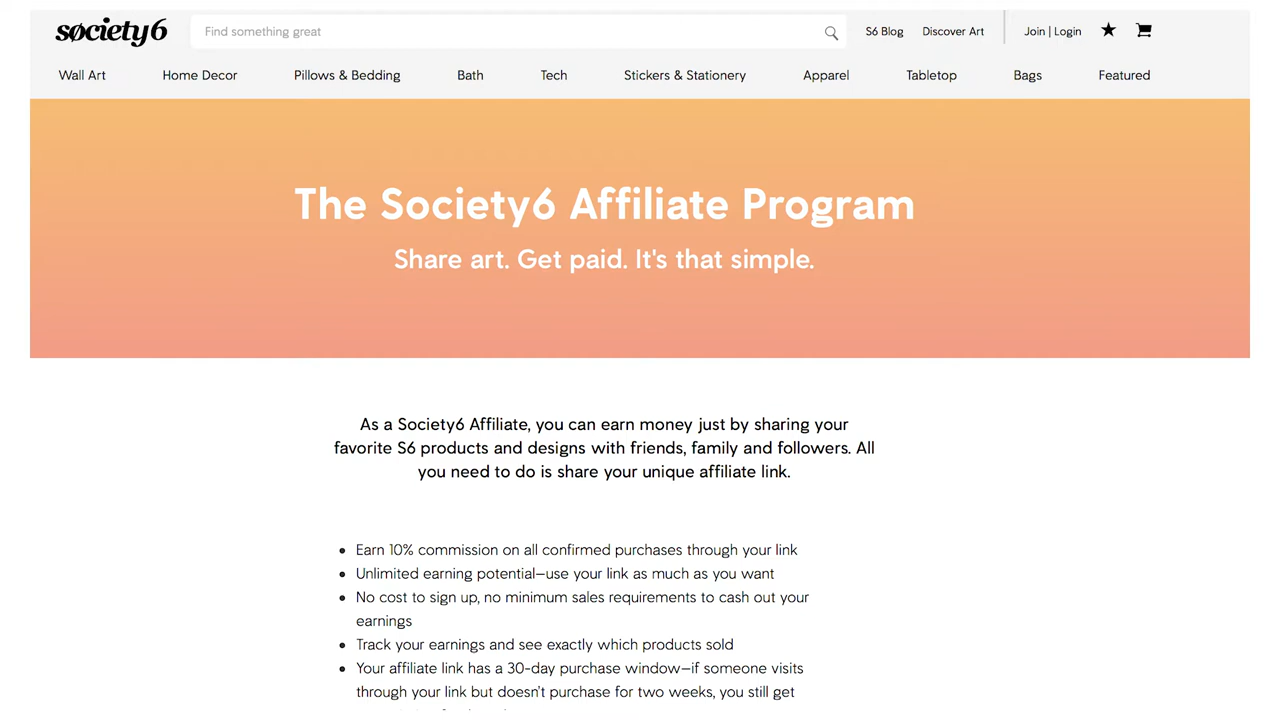 society6
Find something great
S6 Blog
Discover Art
Join | Login
Wall Art
Home Decor
Pillows & Bedding
Bath
Tech
Stickers & Stationery
Apparel
Tabletop
Bags
Featured
The Society6 Affiliate Program
Share art. Get paid. It's that simple.
As a Society6 Affiliate, you can earn money just by sharing your
favorite S6 products and designs with friends, family and followers. All
you need to do is share your unique affiliate link.
• Earn 10% commission on all confirmed purchases through your link
• Unlimited earning potential—use your link as much as you want
• No cost to sign up, no minimum sales requirements to cash out your
earnings
• Track your earnings and see exactly which products sold
• Your affiliate link has a 30-day purchase window—if someone visits
through your link but doesn't purchase for two weeks, you still get